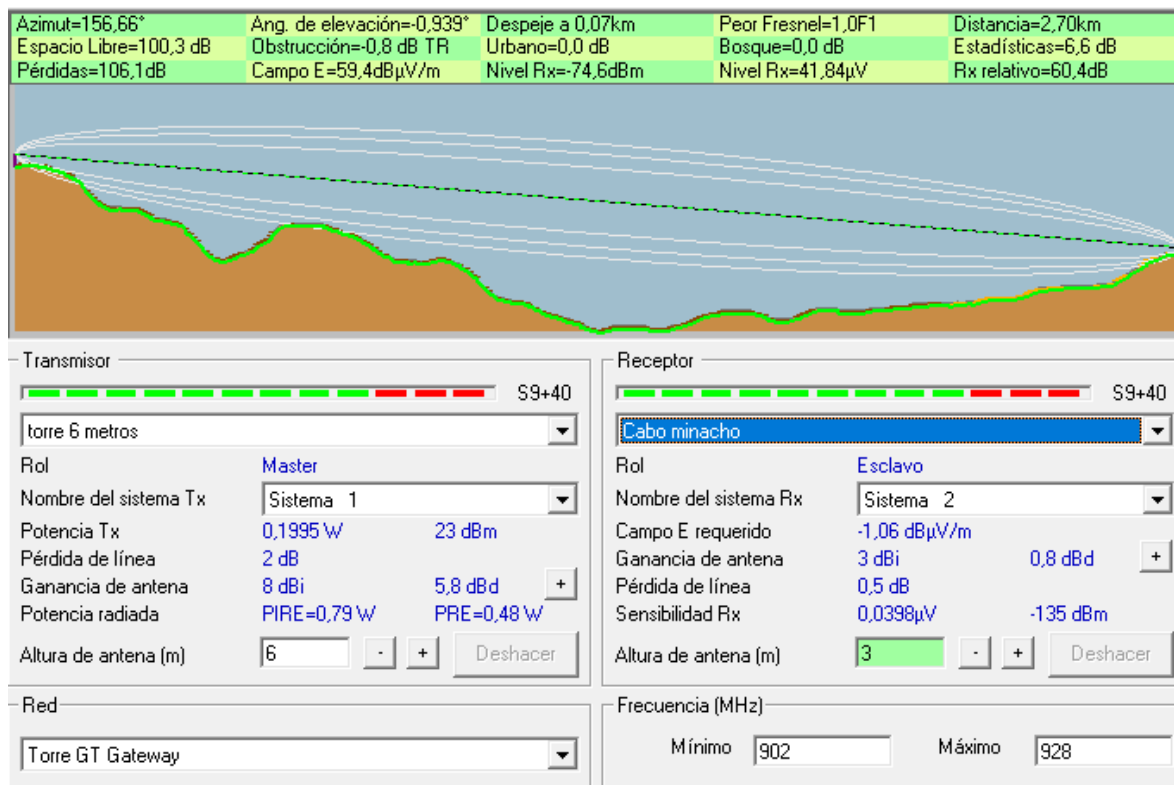 Azimut=156,66° Ang. de elevación=-0,939° Despeje a 0,07km Peor Fresnel=1,0F1 Distancia=2,70km
Espacio Libre=100,3 dB Obstrucción=-0,8 dB TR Urbano=0,0 dB Bosque=0,0 dB Estadísticas=6,6 dB
Pérdidas=106,1dB Campo E=59,4dBµV/m Nivel Rx=-74,6dBm Nivel Rx=41,84µV Rx relativo=60,4dB
Transmisor
S9+40
torre 6 metros
Rol Master
Nombre del sistema Tx Sistema 1
Potencia Tx 0,1995 W 23 dBm
Pérdida de línea 2 dB
Ganancia de antena 8 dBi 5,8 dBd +
Potencia radiada PIRE=0,79 W PRE=0,48 W
Altura de antena (m) 6 - + Deshacer
Receptor
S9+40
Cabo minacho
Rol Esclavo
Nombre del sistema Rx Sistema 2
Campo E requerido -1,06 dBµV/m
Ganancia de antena 3 dBi 0,8 dBd +
Pérdida de línea 0,5 dB
Sensibilidad Rx 0,0398µV -135 dBm
Altura de antena (m) 3 - + Deshacer
Red
Torre GT Gateway
Frecuencia (MHz)
Mínimo 902 Máximo 928